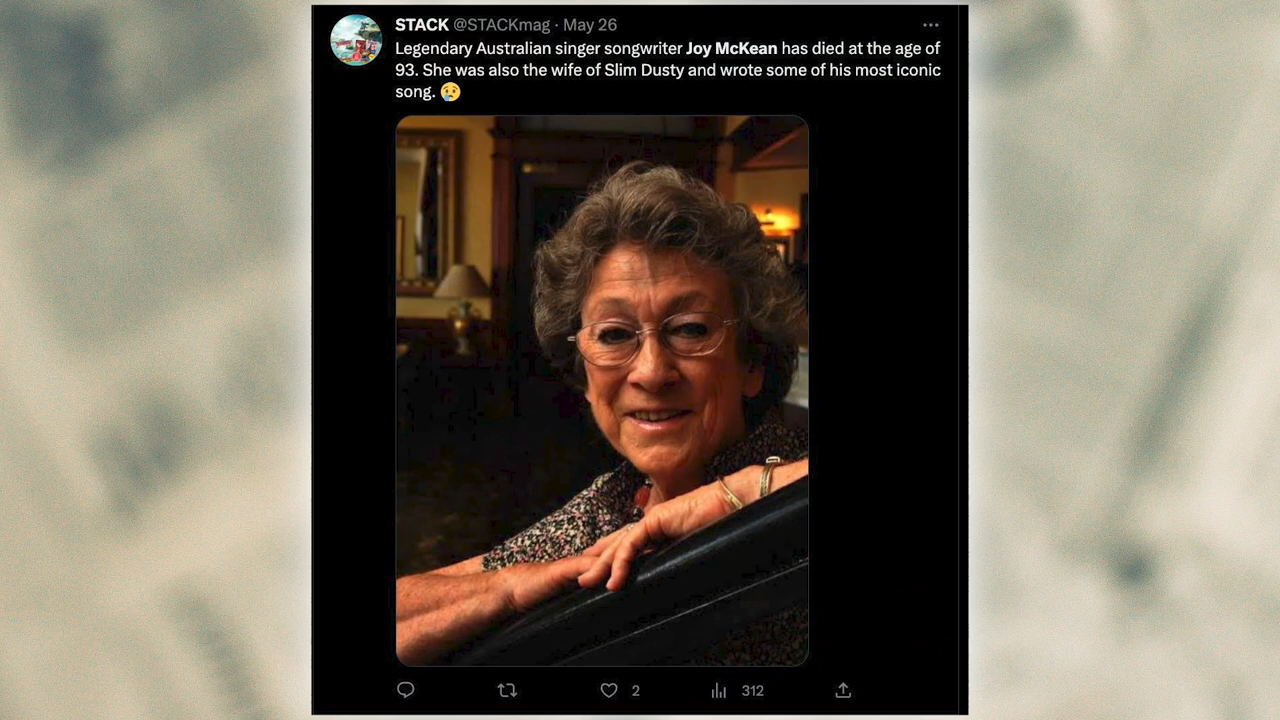 STACK @STACKmag · May 26
Legendary Australian singer songwriter Joy McKean has died at the age of
93. She was also the wife of Slim Dusty and wrote some of his most iconic
song. 😢
2
312